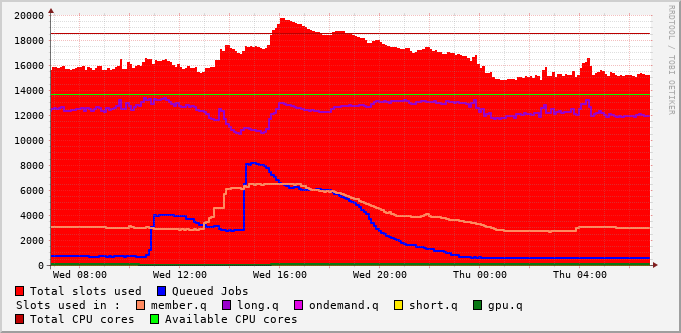 20000
18000
16000
14000
12000
10000
8000
6000
4000
2000
0
Wed 08:00 Wed 12:00 Wed 16:00 Wed 20:00 Thu 00:00 Thu 04:00
RRDTOOL / TOBI OETIKER
Total slots used Queued Jobs
Slots used in : member.q long.q ondemand.q short.q gpu.q
Total CPU cores Available CPU cores